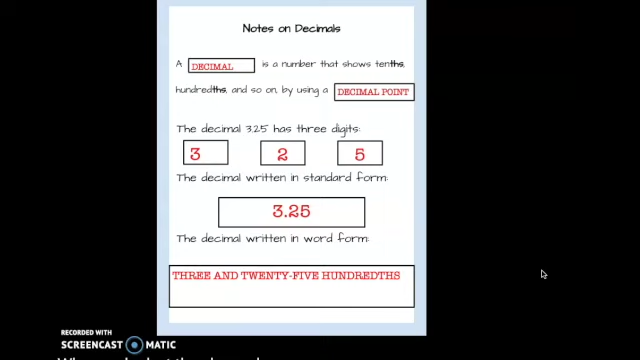 Notes on Decimals
A DECIMAL is a number that shows tenths,
hundredths, and so on, by using a DECIMAL POINT
The decimal 3.25 has three digits:
3 2 5
The decimal written in standard form:
3.25
The decimal written in word form:
THREE AND TWENTY-FIVE HUNDREDTHS
RECORDED WITH
SCREENCAST MATIC